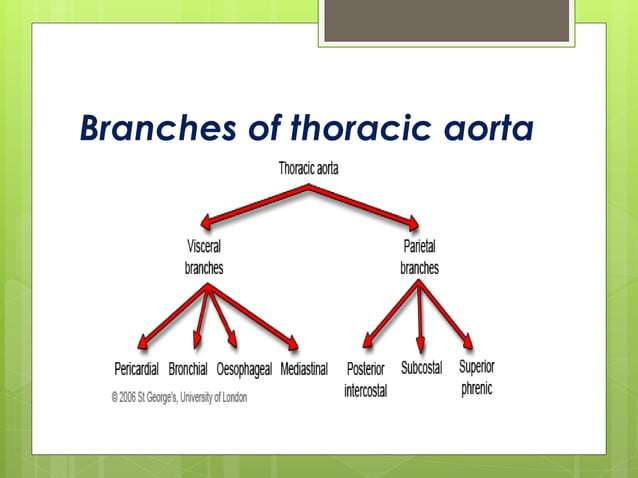 Branches of thoracic aorta
Thoracic aorta
Visceral
branches
Parietal
branches
Pericardial
Bronchial
Oesophageal
Mediastinal
Posterior
intercostal
Subcostal
Superior
phrenic
© 2006 St George's, University of London